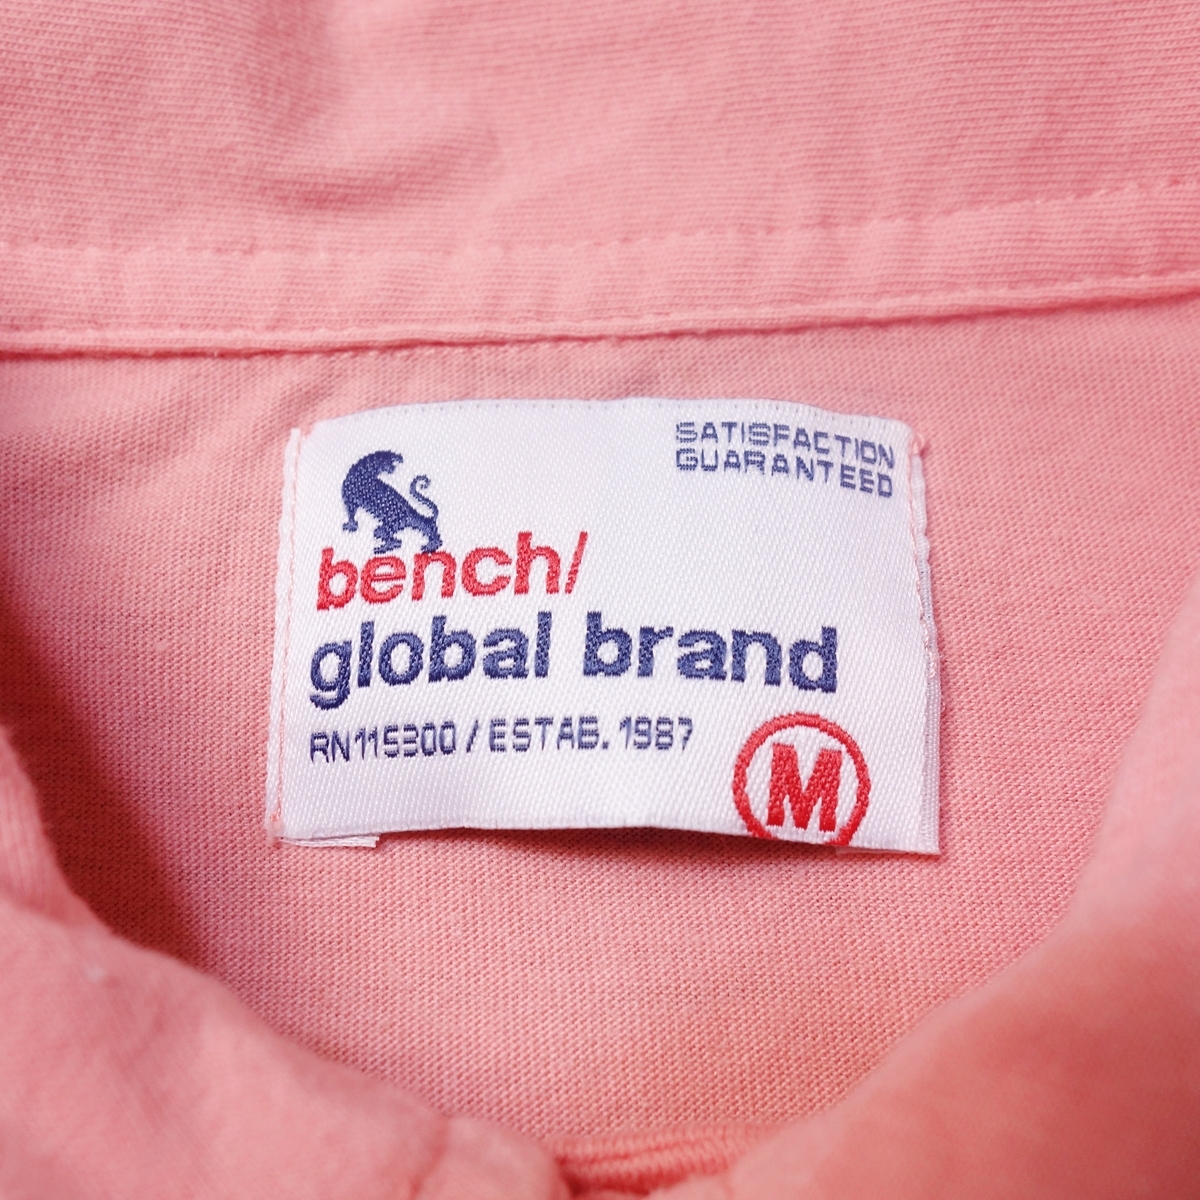 SATISFACTION
GUARANTEED
bench/
global brand
RN115300 / ESTAB. 1987
M